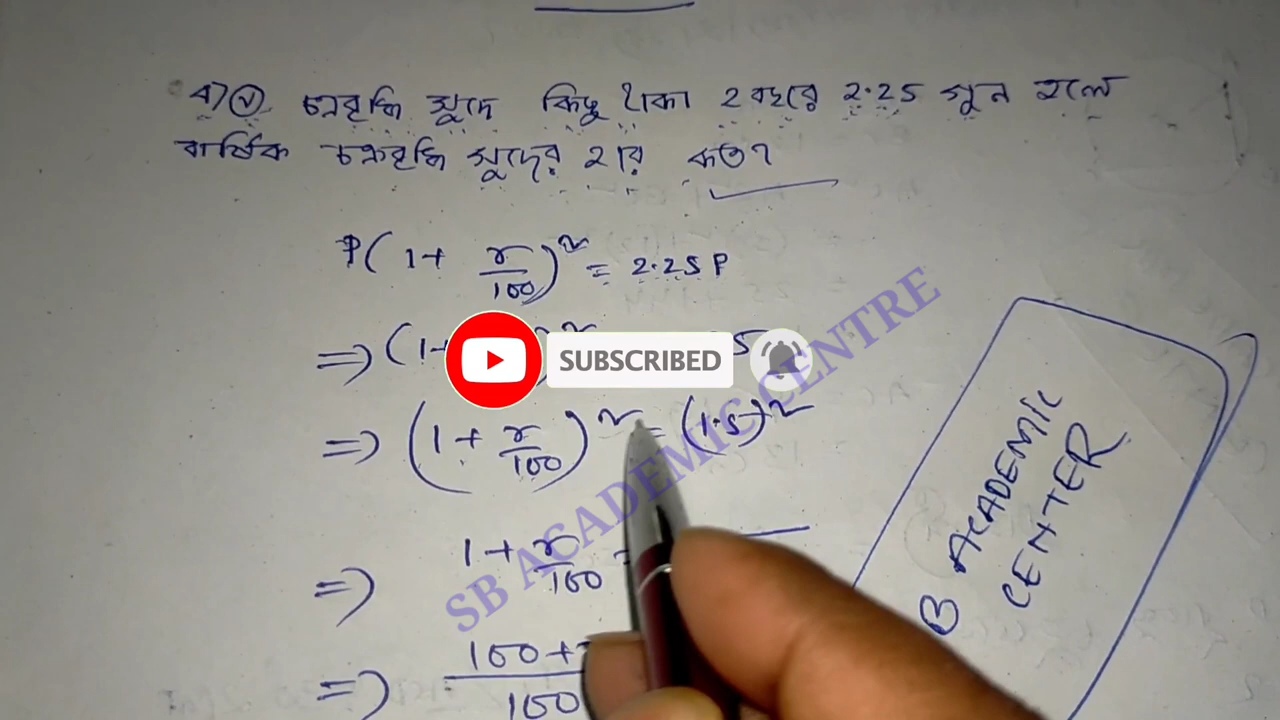 ব) (v) চক্রবৃদ্ধি সুদে কিছু টাকা 2 বছরে 2.25 গুন হলে
বার্ষিক চক্রবৃদ্ধি সুদের হার কত?
P(1+ r/100)² = 2.25 P
=> (1+
SUBSCRIBED
=> (1 + r/100)² = (1.5)²
=> 1 + r/100 =
=> 100+
100
SB ACADEMIC CENTRE
B ACADEMIC
CENTER